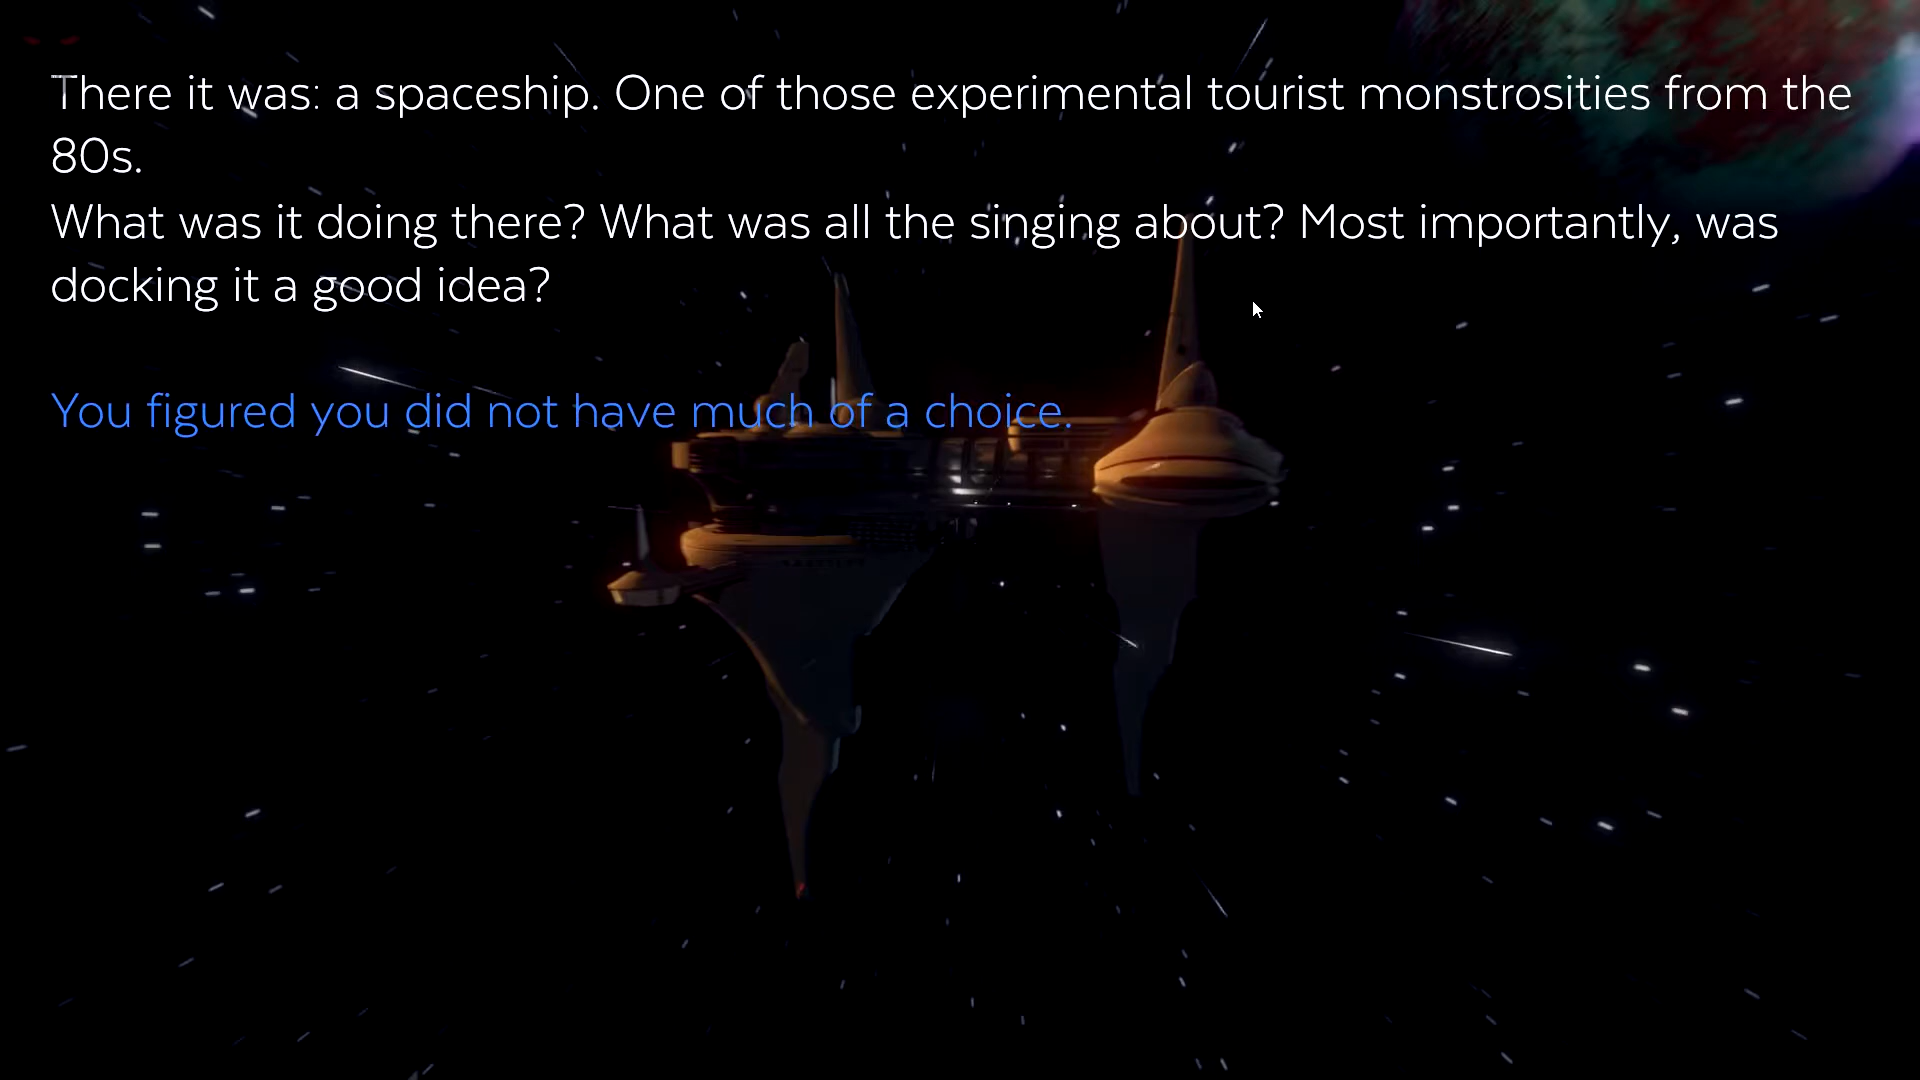 There it was: a spaceship. One of those experimental tourist monstrosities from the
80s.
What was it doing there? What was all the singing about? Most importantly, was
docking it a good idea?
You figured you did not have much of a choice.